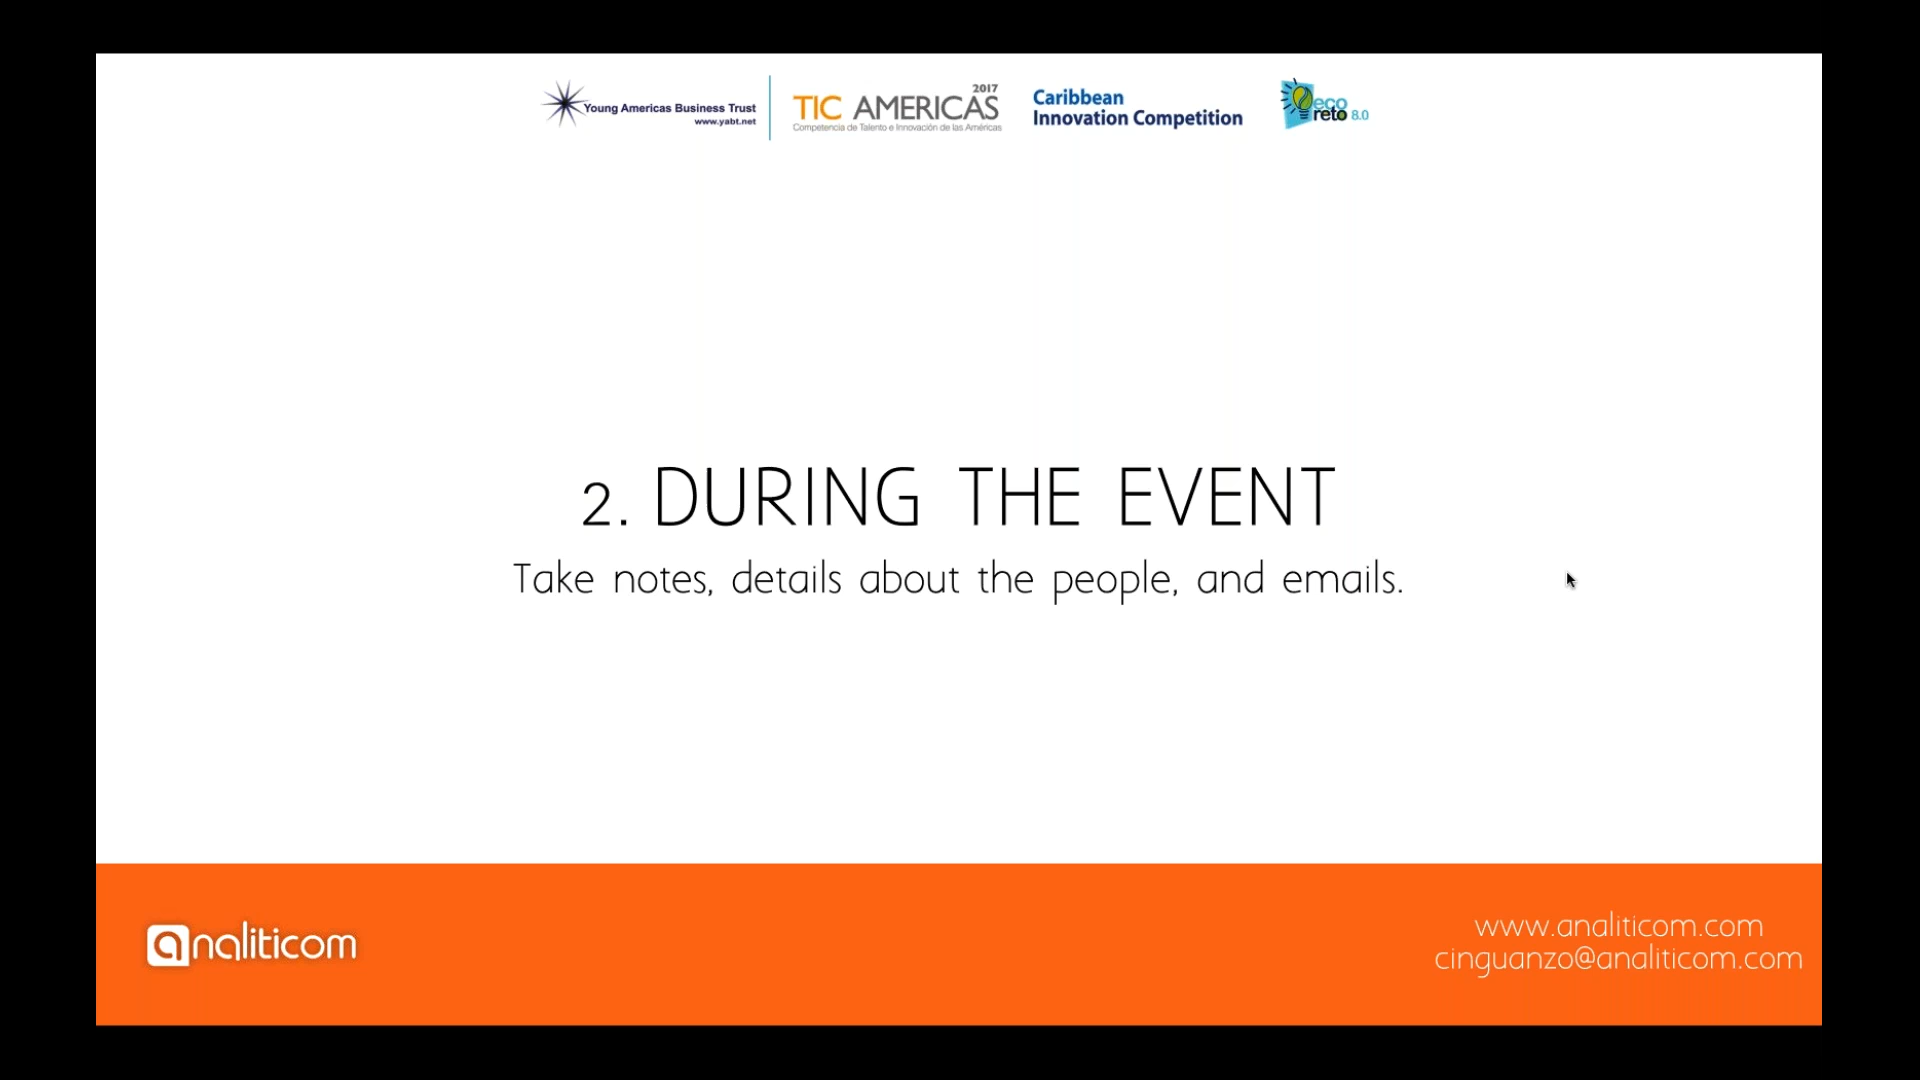 Young Americas Business Trust
www.yabt.net
2017
TIC AMERICAS
Competencia de Talento e Innovación de las Américas
Caribbean
Innovation Competition
eco
reto 8.0
2. DURING THE EVENT
Take notes, details about the people, and emails.
analiticom
www.analiticom.com
cinguanzo@analiticom.com